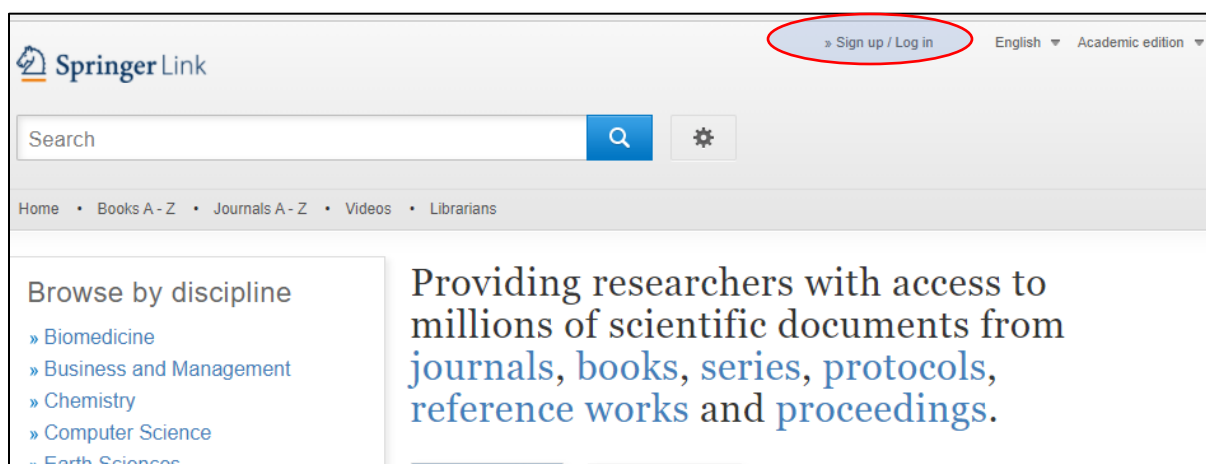 » Sign up / Log in English Academic edition
Springer Link
Search
Home • Books A - Z • Journals A - Z • Videos • Librarians
Browse by discipline
» Biomedicine
» Business and Management
» Chemistry
» Computer Science
» Earth Sciences
Providing researchers with access to
millions of scientific documents from
journals, books, series, protocols,
reference works and proceedings.